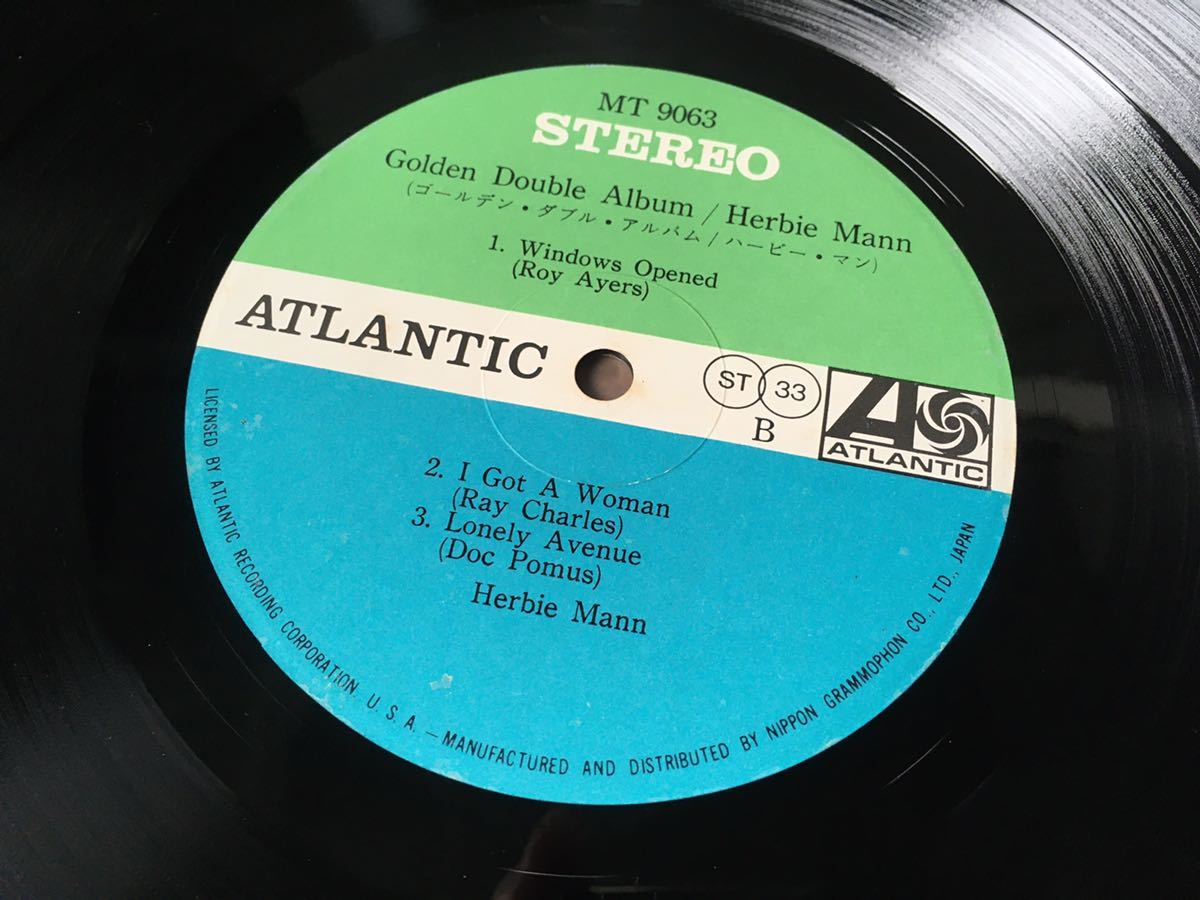 MT 9063
STEREO
Golden Double Album / Herbie Mann
(ゴールデン・ダブル・アルバム/ハービー・マン)
1. Windows Opened
(Roy Ayers)
ATLANTIC
ST 33
B
ATLANTIC
2. I Got A Woman
(Ray Charles)
3. Lonely Avenue
(Doc Pomus)
Herbie Mann
LICENSED BY ATLANTIC RECORDING CORPORATION. U. S. A. — MANUFACTURED AND DISTRIBUTED BY NIPPON GRAMMOPHON CO., LTD., JAPAN